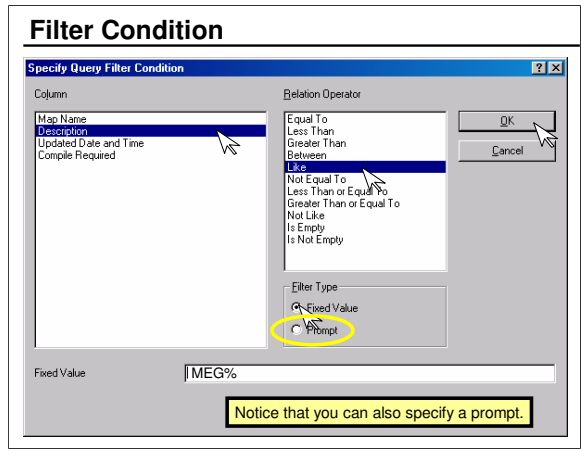 Filter Condition
Specify Query Filter Condition
Column
Relation Operator
Map Name
Description
Updated Date and Time
Compile Required
Equal To
Less Than
Greater Than
Between
Like
Not Equal To
Less Than or Equal To
Greater Than or Equal To
Not Like
Is Empty
Is Not Empty
OK
Cancel
Filter Type
Fixed Value
Prompt
Fixed Value
MEG%
Notice that you can also specify a prompt.